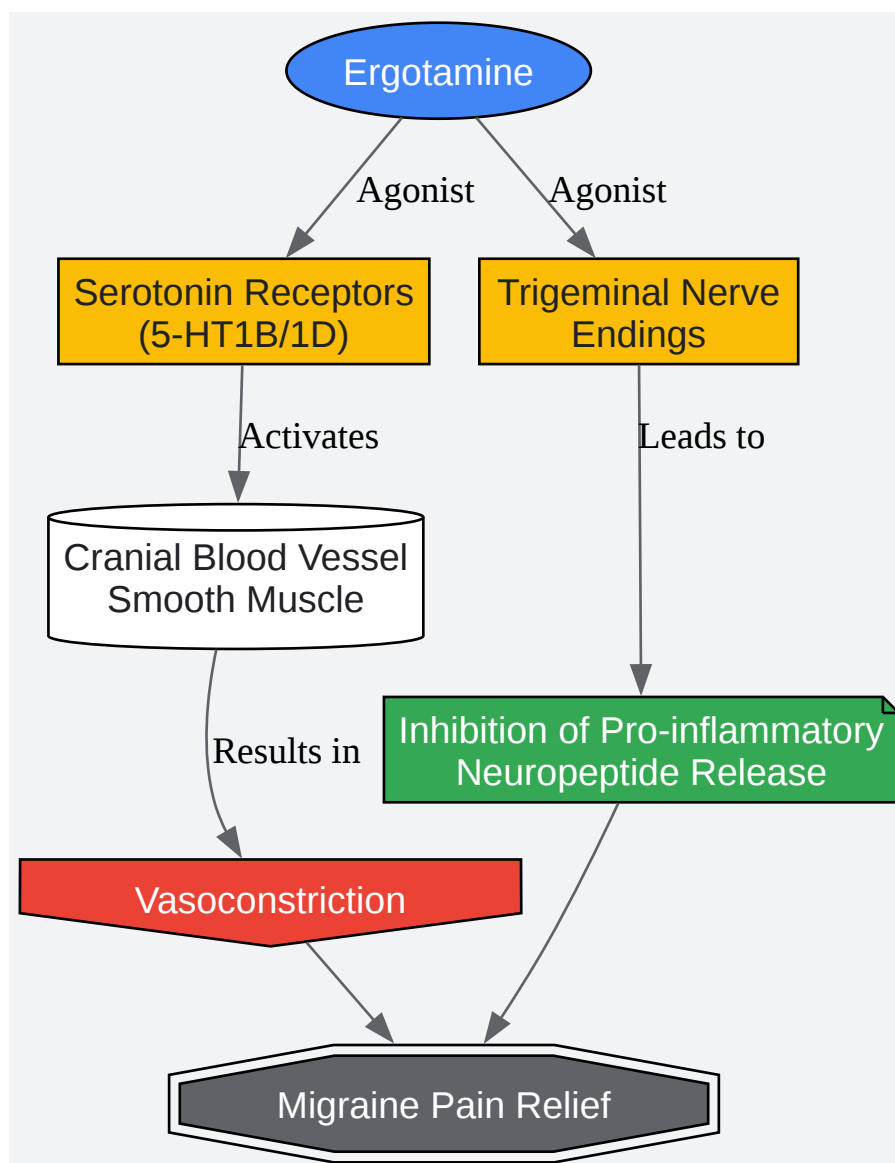 Ergotamine
Agonist
Agonist
Serotonin Receptors
(5-HT1B/1D)
Trigeminal Nerve
Endings
Activates
Leads to
Cranial Blood Vessel
Smooth Muscle
Inhibition of Pro-inflammatory
Neuropeptide Release
Results in
Vasoconstriction
Migraine Pain Relief